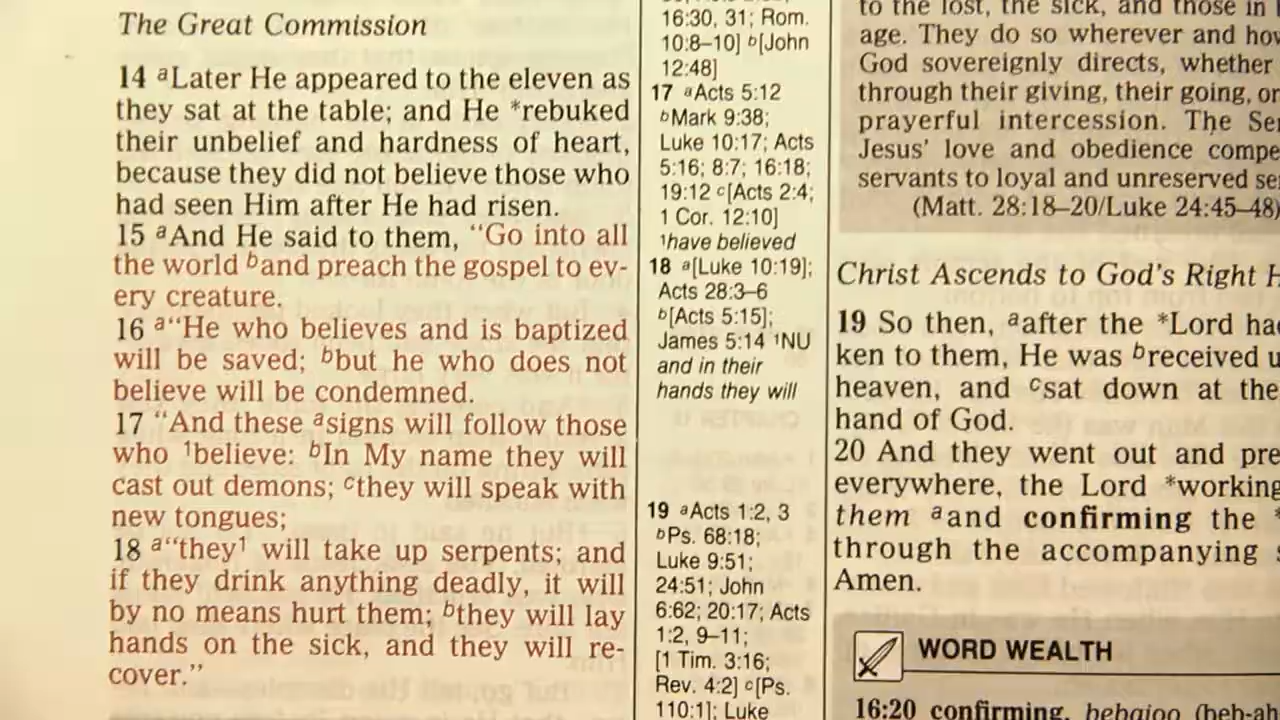 The Great Commission
14 aLater He appeared to the eleven as
they sat at the table; and He *rebuked
their unbelief and hardness of heart,
because they did not believe those who
had seen Him after He had risen.
15 aAnd He said to them, “Go into all
the world band preach the gospel to ev-
ery creature.
16 a“He who believes and is baptized
will be saved; bbut he who does not
believe will be condemned.
17 “And these asigns will follow those
who 1believe: bIn My name they will
cast out demons; cthey will speak with
new tongues;
18 a“they1 will take up serpents; and
if they drink anything deadly, it will
by no means hurt them; bthey will lay
hands on the sick, and they will re-
cover.”
16:30, 31; Rom.
10:8–10] b[John
12:48]
17 aActs 5:12
bMark 9:38;
Luke 10:17; Acts
5:16; 8:7; 16:18;
19:12 c[Acts 2:4;
1 Cor. 12:10]
1have believed
18 a[Luke 10:19];
Acts 28:3–6
b[Acts 5:15];
James 5:14 1NU
and in their
hands they will
19 aActs 1:2, 3
bPs. 68:18;
Luke 9:51;
24:51; John
6:62; 20:17; Acts
1:2, 9–11;
[1 Tim. 3:16;
Rev. 4:2] c[Ps.
110:1]; Luke
to the lost, the sick, and those in
age. They do so wherever and
God sovereignly directs, whether
through their giving, their going, or
prayerful intercession. The
Jesus’ love and obedience
servants to loyal and unreserved
(Matt. 28:18–20/Luke 24:45–48)
Christ Ascends to God’s Right
19 So then, aafter the *Lord
ken to them, He was breceived
heaven, and csat down at the
hand of God.
20 And they went out and
everywhere, the Lord *working
them aand confirming the
through the accompanying
Amen.
WORD WEALTH
16:20 confirming, bebaioo